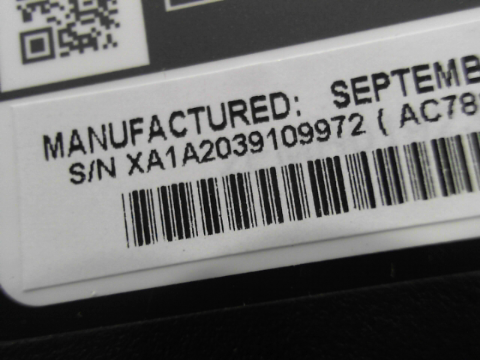 MANUFACTURED: SEPTEMB
S/N XA1A2039109972 ( AC78